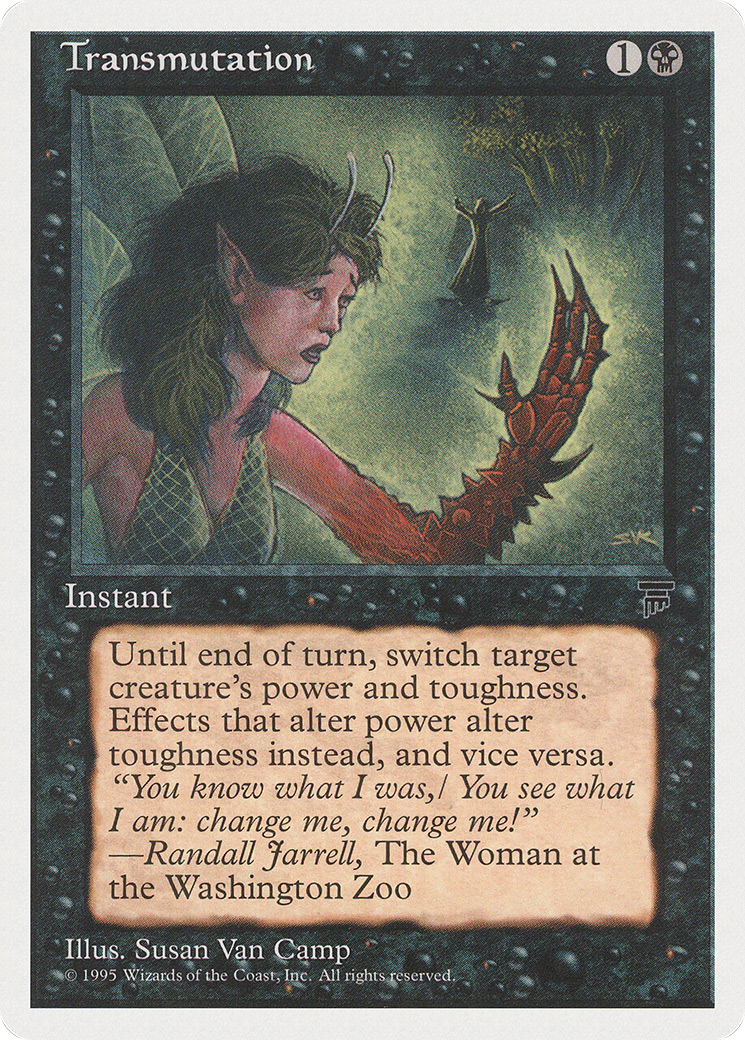 Transmutation
1
SVC
Instant
Until end of turn, switch target
creature's power and toughness.
Effects that alter power alter
toughness instead, and vice versa.
“You know what I was,/ You see what
I am: change me, change me!”
—Randall Jarrell, The Woman at
the Washington Zoo
Illus. Susan Van Camp
© 1995 Wizards of the Coast, Inc. All rights reserved.